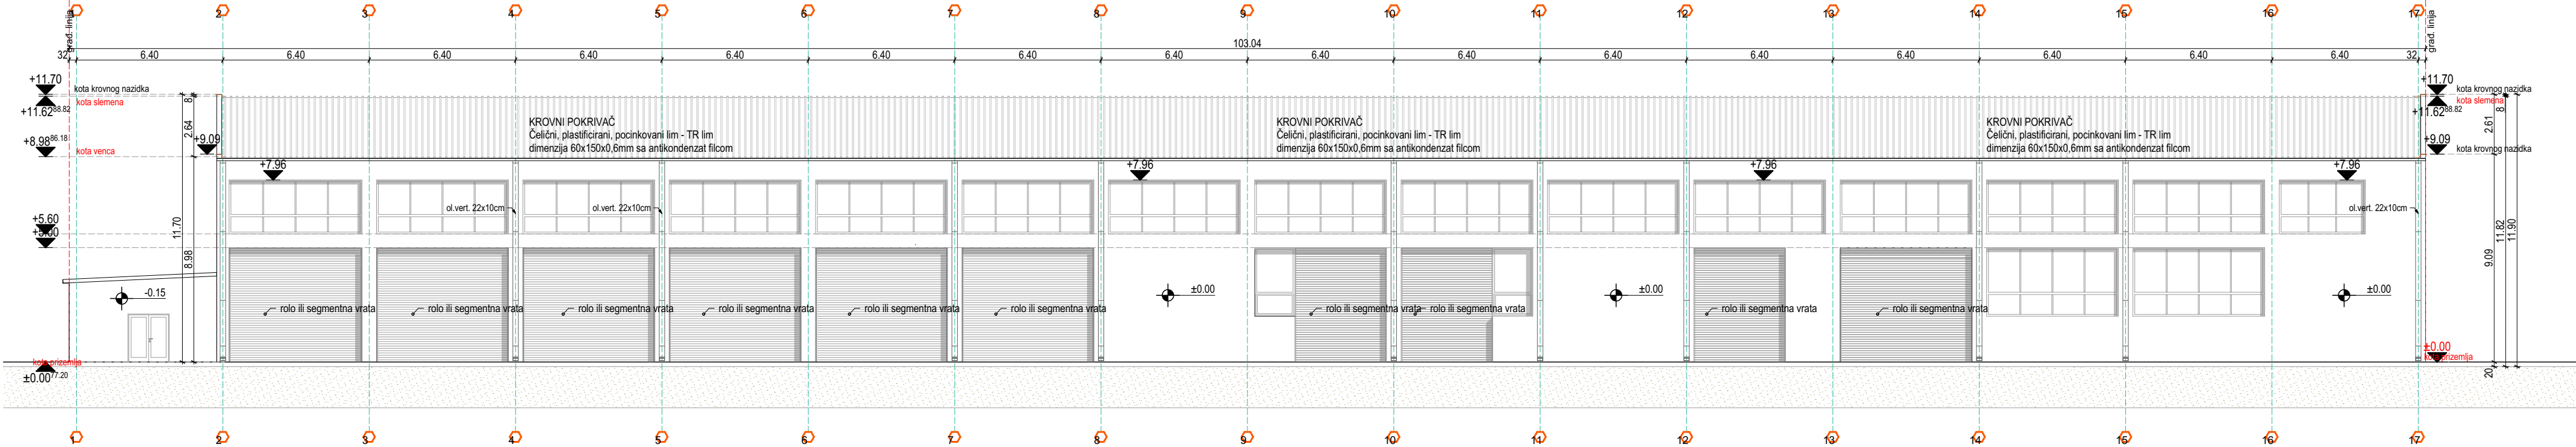 1 2 3 4 5 6 7 8 9 10 11 12 13 14 15 16 17
građ. linija
građ. linija
103.04
32 6.40 6.40 6.40 6.40 6.40 6.40 6.40 6.40 6.40 6.40 6.40 6.40 6.40 6.40 6.40 6.40 32
+11.70 kota krovnog nazidka
kota slemena
+11.62 88.82
+8.98 86.18
kota venca
+9.09
8
2.64
11.70
8.98
+11.70
kota krovnog nazidka
kota slemena
+11.62 88.82
+9.09
kota krovnog nazidka
8
2.61
9.09
11.82
11.90
20
KROVNI POKRIVAČ
Čelični, plastificirani, pocinkovani lim - TR lim
dimenzija 60x150x0,6mm sa antikondenzat filcom
KROVNI POKRIVAČ
Čelični, plastificirani, pocinkovani lim - TR lim
dimenzija 60x150x0,6mm sa antikondenzat filcom
KROVNI POKRIVAČ
Čelični, plastificirani, pocinkovani lim - TR lim
dimenzija 60x150x0,6mm sa antikondenzat filcom
+7.96 +7.96 +7.96 +7.96
ol.vert. 22x10cm ol.vert. 22x10cm ol.vert. 22x10cm
+5.60
+5.00
-0.15 ±0.00 ±0.00 ±0.00
rolo ili segmentna vrata rolo ili segmentna vrata rolo ili segmentna vrata rolo ili segmentna vrata rolo ili segmentna vrata rolo ili segmentna vrata rolo ili segmentna vrata rolo ili segmentna vrata rolo ili segmentna vrata rolo ili segmentna vrata
kota prizemlja
±0.00 77.20
±0.00
kota prizemlja
1 2 3 4 5 6 7 8 9 10 11 12 13 14 15 16 17